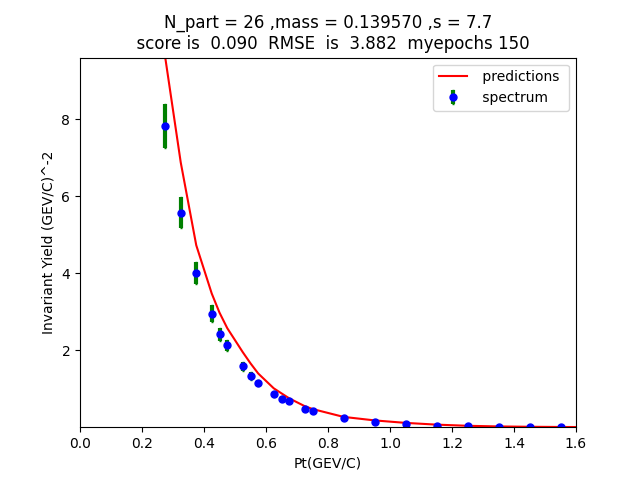 N_part = 26 ,mass = 0.139570 ,s = 7.7
score is 0.090 RMSE is 3.882 myepochs 150
predictions
spectrum
8
6
4
2
Invariant Yield (GEV/C)^-2
0.0 0.2 0.4 0.6 0.8 1.0 1.2 1.4 1.6
Pt(GEV/C)